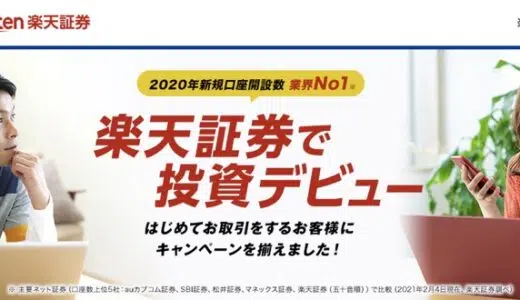 ten 楽天証券
2020年新規口座開設数 業界No1※
楽天証券で
投資デビュー
はじめてお取引をするお客様に
キャンペーンを揃えました！
※ 主要ネット証券（口座数上位5社：auカブコム証券、SBI証券、松井証券、マネックス証券、楽天証券（五十音順））で比較（2021年2月4日現在、楽天証券調べ）